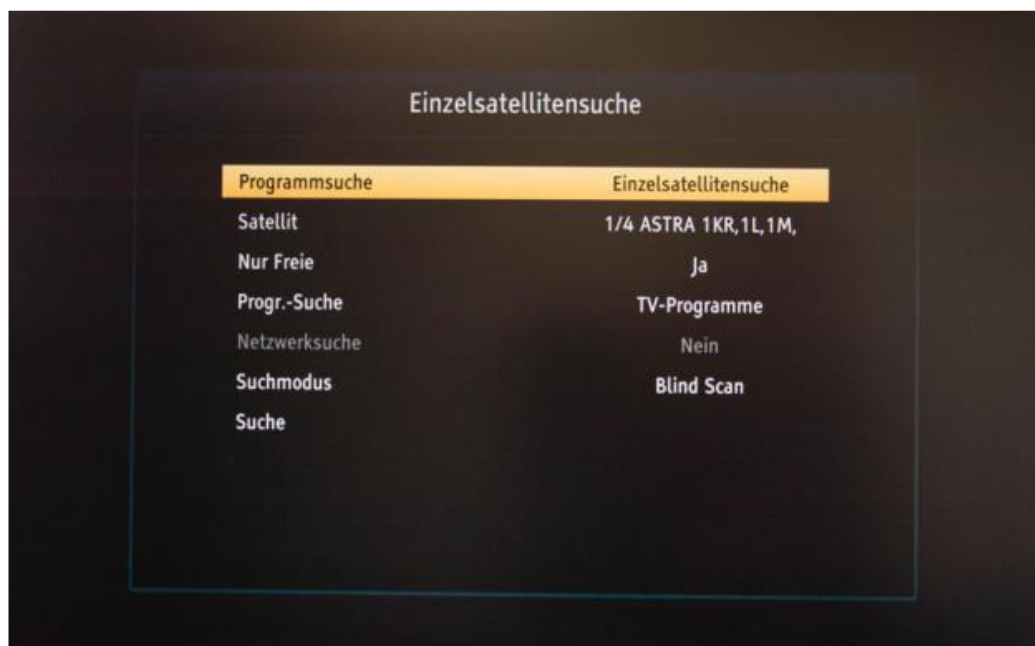 Einzelsatellitensuche
Programmsuche Einzelsatellitensuche
Satellit 1/4 ASTRA 1KR,1L,1M,
Nur Freie Ja
Progr.-Suche TV-Programme
Netzwerksuche Nein
Suchmodus Blind Scan
Suche